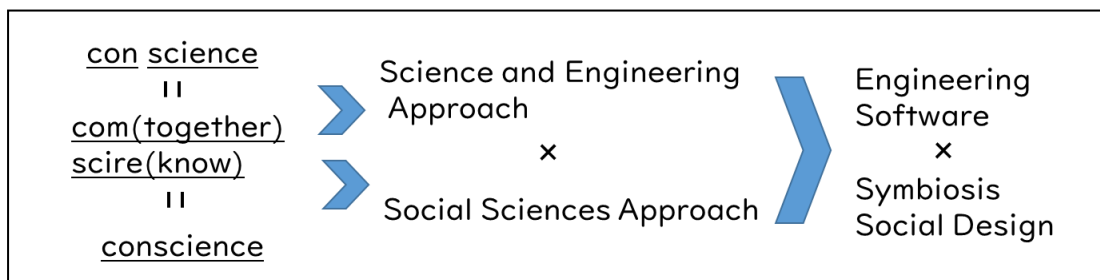 con science
=
com(together)
scire(know)
=
conscience
Science and Engineering
Approach
×
Social Sciences Approach
Engineering
Software
×
Symbiosis
Social Design